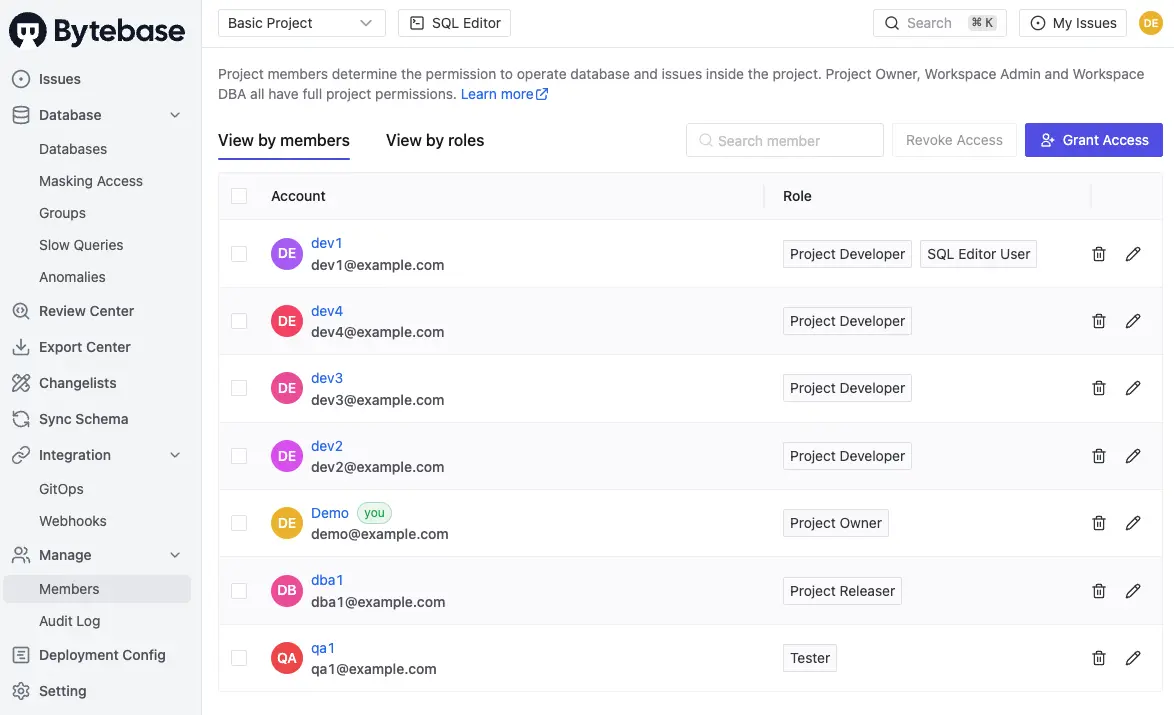 Bytebase
Issues
Database
Databases
Masking Access
Groups
Slow Queries
Anomalies
Review Center
Export Center
Changelists
Sync Schema
Integration
GitOps
Webhooks
Manage
Members
Audit Log
Deployment Config
Setting
Basic Project
SQL Editor
Search ⌘ K
My Issues
DE
Project members determine the permission to operate database and issues inside the project. Project Owner, Workspace Admin and Workspace
DBA all have full project permissions. Learn more
View by members
View by roles
Search member
Revoke Access
Grant Access
Account Role
DE
dev1
dev1@example.com
Project Developer SQL Editor User
DE
dev4
dev4@example.com
Project Developer
DE
dev3
dev3@example.com
Project Developer
DE
dev2
dev2@example.com
Project Developer
DE
Demo you
demo@example.com
Project Owner
DB
dba1
dba1@example.com
Project Releaser
QA
qa1
qa1@example.com
Tester